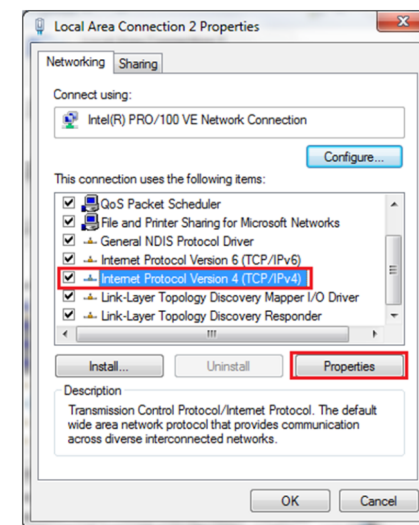 Local Area Connection 2 Properties
Networking Sharing
Connect using:
Intel(R) PRO/100 VE Network Connection
Configure...
This connection uses the following items:
QoS Packet Scheduler
File and Printer Sharing for Microsoft Networks
General NDIS Protocol Driver
Internet Protocol Version 6 (TCP/IPv6)
Internet Protocol Version 4 (TCP/IPv4)
Link-Layer Topology Discovery Mapper I/O Driver
Link-Layer Topology Discovery Responder
Install... Uninstall Properties
Description
Transmission Control Protocol/Internet Protocol. The default
wide area network protocol that provides communication
across diverse interconnected networks.
OK Cancel